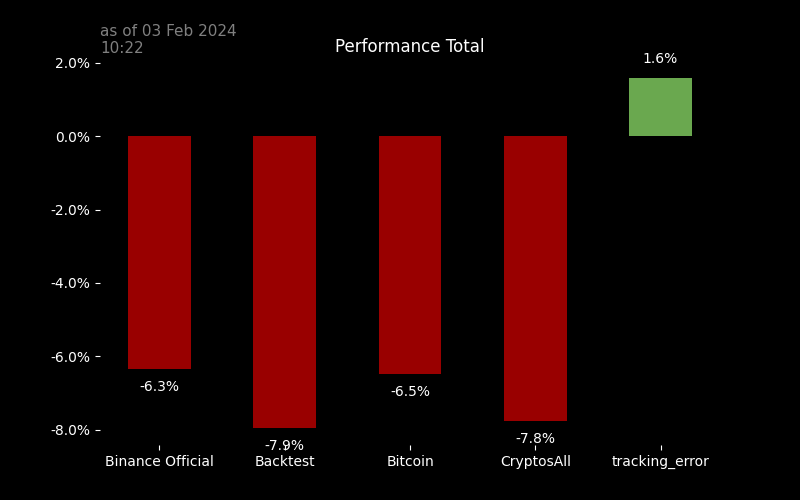 as of 03 Feb 2024
10:22
Performance Total
2.0%
1.6%
0.0%
-2.0%
-4.0%
-6.0%
-8.0%
-6.3%
-7.9%
-6.5%
-7.8%
Binance Official
Backtest
Bitcoin
CryptosAll
tracking_error